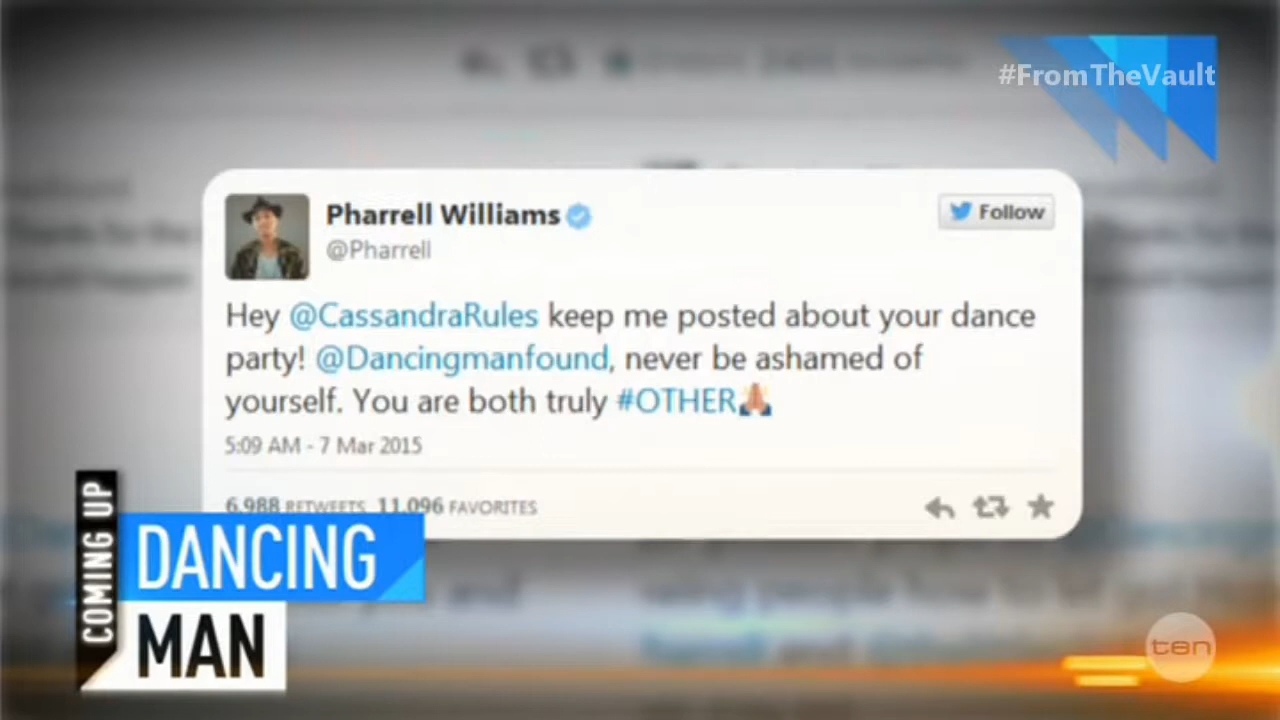 #FromTheVault
Pharrell Williams
@Pharrell
Follow
Hey @CassandraRules keep me posted about your dance
party! @Dancingmanfound, never be ashamed of
yourself. You are both truly #OTHER🙏
5:09 AM - 7 Mar 2015
6,988 RETWEETS 11,096 FAVORITES
COMING UP
DANCING
MAN
ten